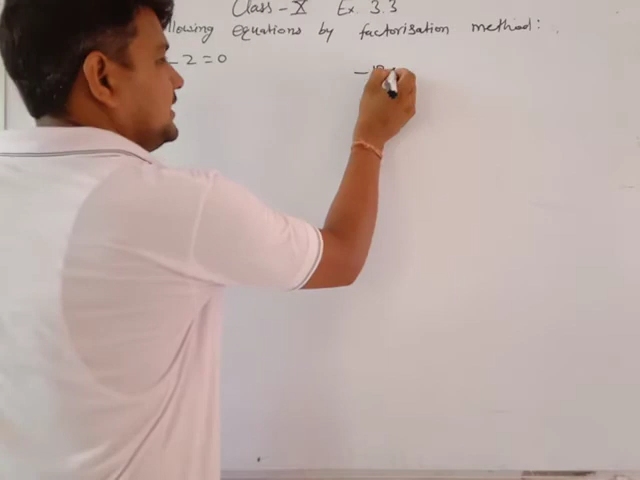 Class - X Ex. 3.3
llowing equations by factorisation method:
- 2 = 0
-